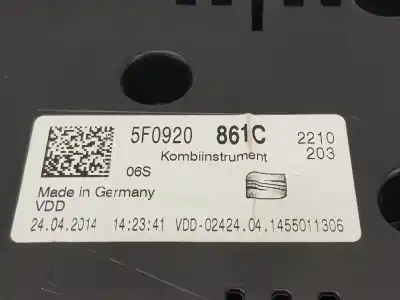 5F0920 861C 2210
Kombiinstrument 203
06S
Made in Germany
VDD
24.04.2014 14:23:41 VDD-02424.04.1455011306